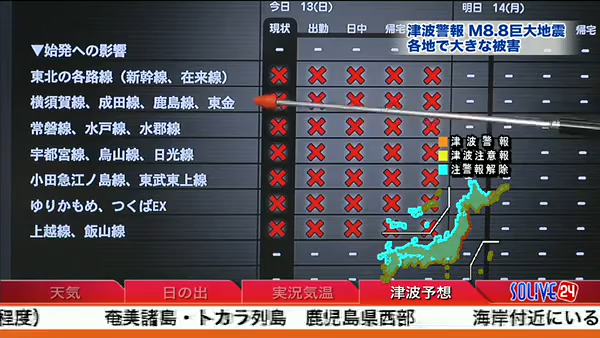 今日 13(日) 明日 14(月)
現状 出勤 日中 帰宅
津波警報 M8.8巨大地震
各地で大きな被害
▼始発への影響
東北の各路線（新幹線、在来線）
横須賀線、成田線、鹿島線、東金
常磐線、水戸線、水郡線
宇都宮線、烏山線、日光
小田急江ノ島線、東武東上線
ゆりかもめ、つくばEX
上越線、飯山線
津波警報
津波注意報
注警報解除
天気 日の出 実況気温 津波予想 SOLiVE24
程度） 奄美諸島・トカラ列島 鹿児島県西部 海岸付近にいる